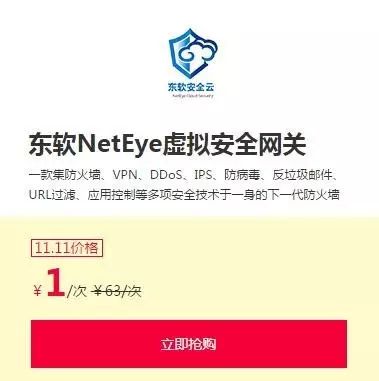 东软安全云
NetEye Cloud Security
东软NetEye虚拟安全网关
一款集防火墙、VPN、DDoS、IPS、防病毒、反垃圾邮件、
URL过滤、应用控制等多项安全技术于一身的下一代防火墙
11.11价格
¥1/次 ¥63/次
立即抢购